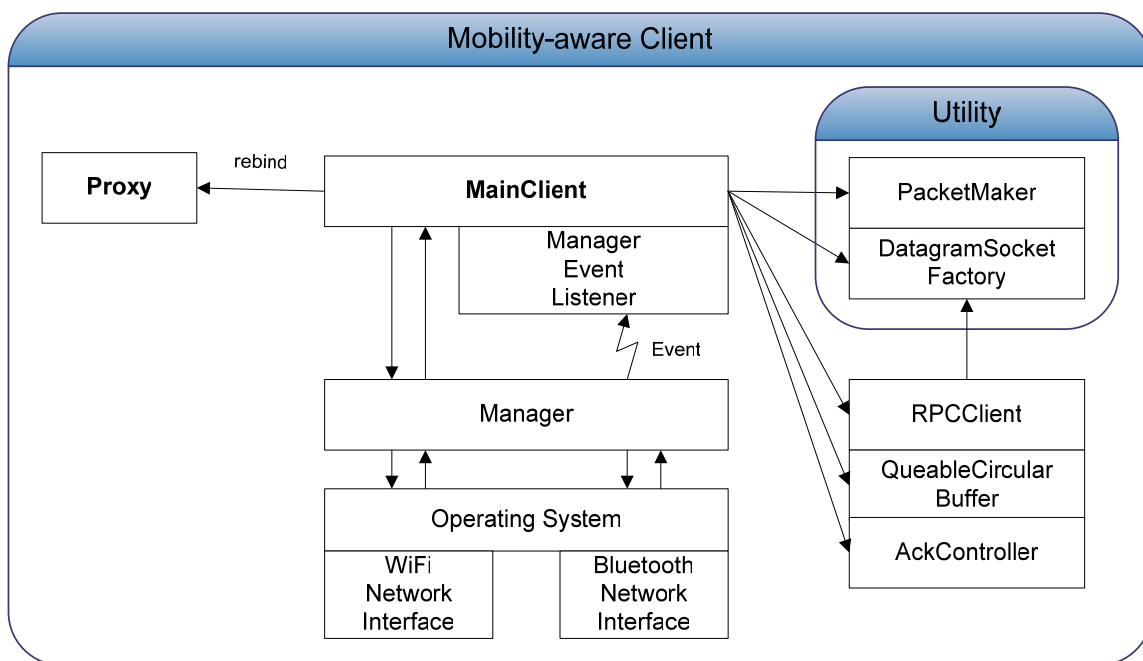 Mobility-aware Client
Utility
Proxy
rebind
MainClient
PacketMaker
Manager
Event
Listener
DatagramSocket
Factory
Event
Manager
RPCClient
QueableCircular
Buffer
Operating System
AckController
WiFi
Network
Interface
Bluetooth
Network
Interface